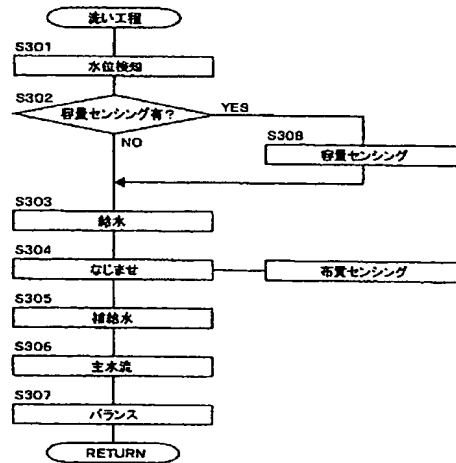 洗い工程
S301
水位検知
S302
容量センシング有?
YES
NO
S308
容量センシング
S303
給水
S304
なじませ
布質センシング
S305
補給水
S306
主水流
S307
バランス
RETURN